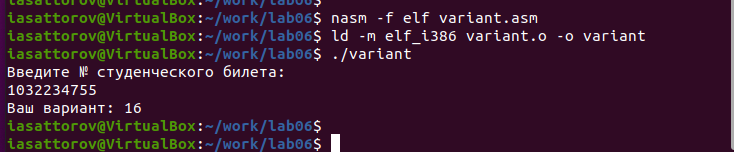 iasattorov@VirtualBox:~/work/lab06$ nasm -f elf variant.asm
iasattorov@VirtualBox:~/work/lab06$ ld -m elf_i386 variant.o -o variant
iasattorov@VirtualBox:~/work/lab06$ ./variant
Введите № студенческого билета:
1032234755
Ваш вариант: 16
iasattorov@VirtualBox:~/work/lab06$
iasattorov@VirtualBox:~/work/lab06$